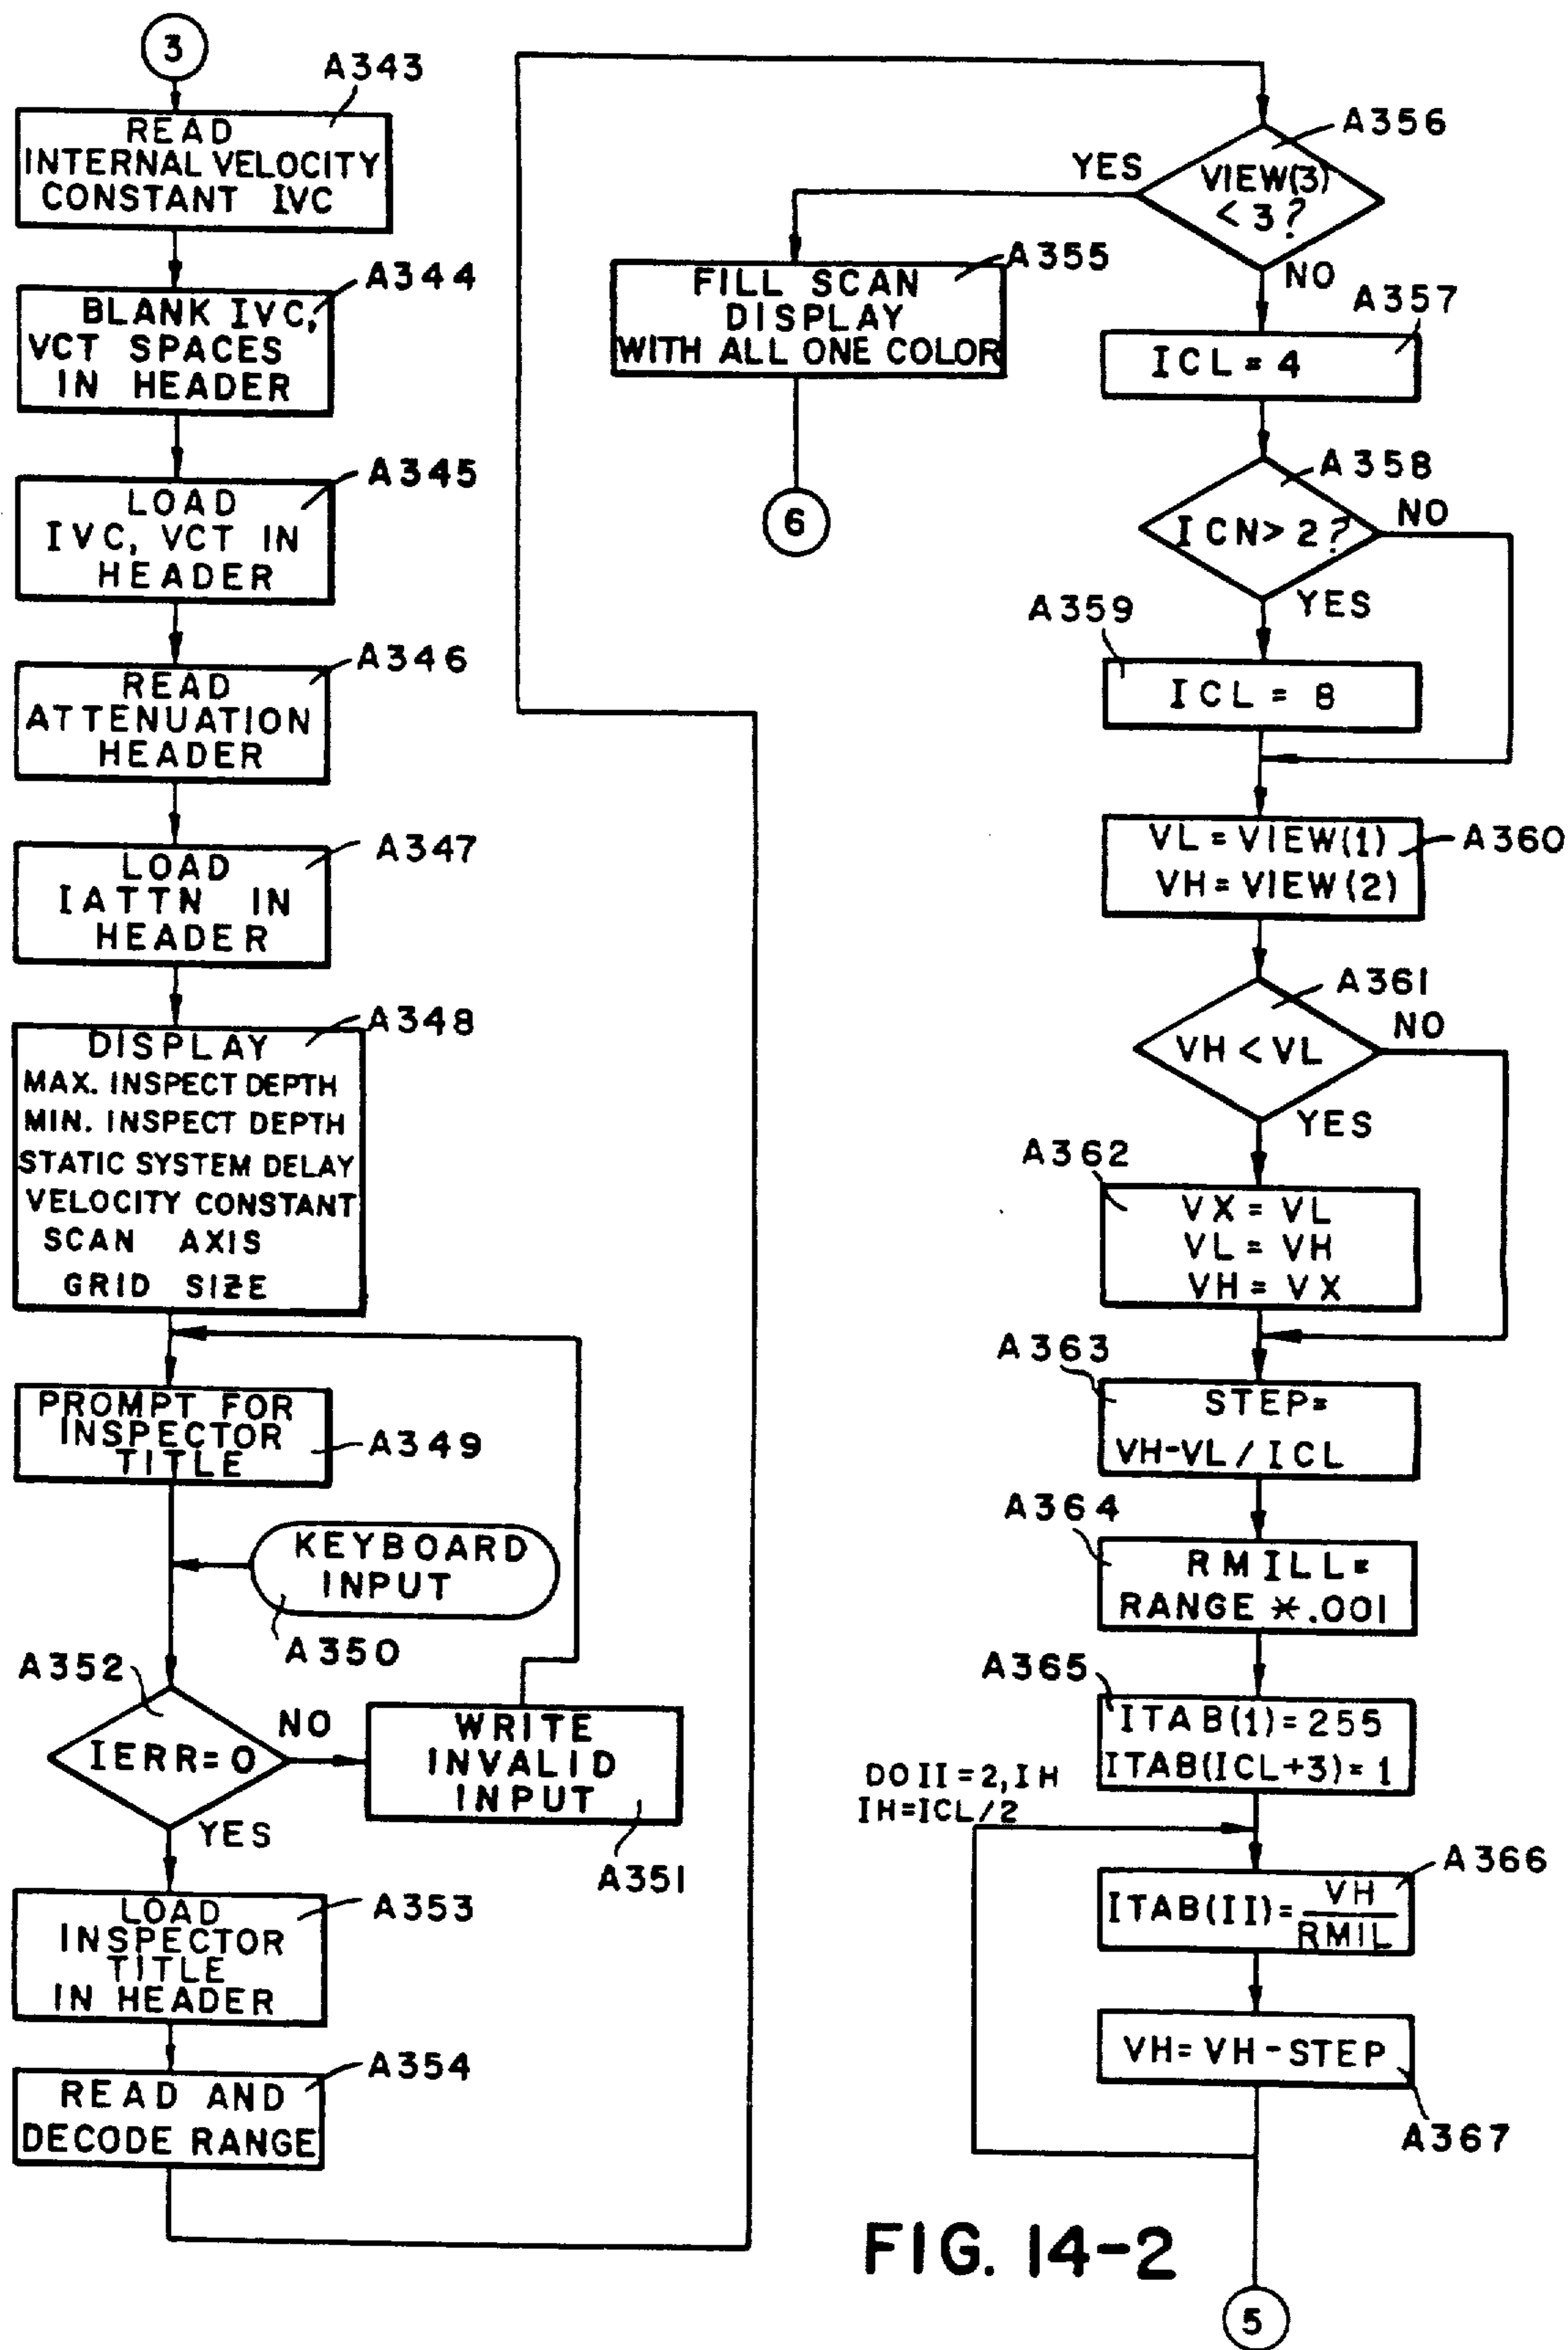 3
A343
READ
INTERNAL VELOCITY
CONSTANT IVC
A344
BLANK IVC,
VCT SPACES
IN HEADER
A345
LOAD
IVC, VCT IN
HEADER
A346
READ
ATTENUATION
HEADER
A347
LOAD
IATTN IN
HEADER
A348
DISPLAY
MAX. INSPECT DEPTH
MIN. INSPECT DEPTH
STATIC SYSTEM DELAY
VELOCITY CONSTANT
SCAN AXIS
GRID SIZE
PROMPT FOR
INSPECTOR
TITLE
A349
KEYBOARD
INPUT
A350
A352
IERR=0
NO
YES
WRITE
INVALID
INPUT
A351
A353
LOAD
INSPECTOR
TITLE
IN HEADER
A354
READ AND
DECODE RANGE
A356
VIEW(3)
< 3?
YES
NO
A355
FILL SCAN
DISPLAY
WITH ALL ONE COLOR
6
A357
ICL = 4
A358
ICN> 2?
NO
YES
A359
ICL = 8
VL = VIEW(1)
VH = VIEW(2)
A360
A361
VH < VL
NO
YES
A362
VX = VL
VL = VH
VH = VX
A363
STEP=
VH-VL / ICL
A364
RMILL=
RANGE * .001
A365
ITAB(1)=255
ITAB(ICL+3)=1
DO II=2, IH
IH=ICL/2
A366
ITAB(II)=VH
RMIL
VH= VH-STEP
A367
FIG. 14-2
5